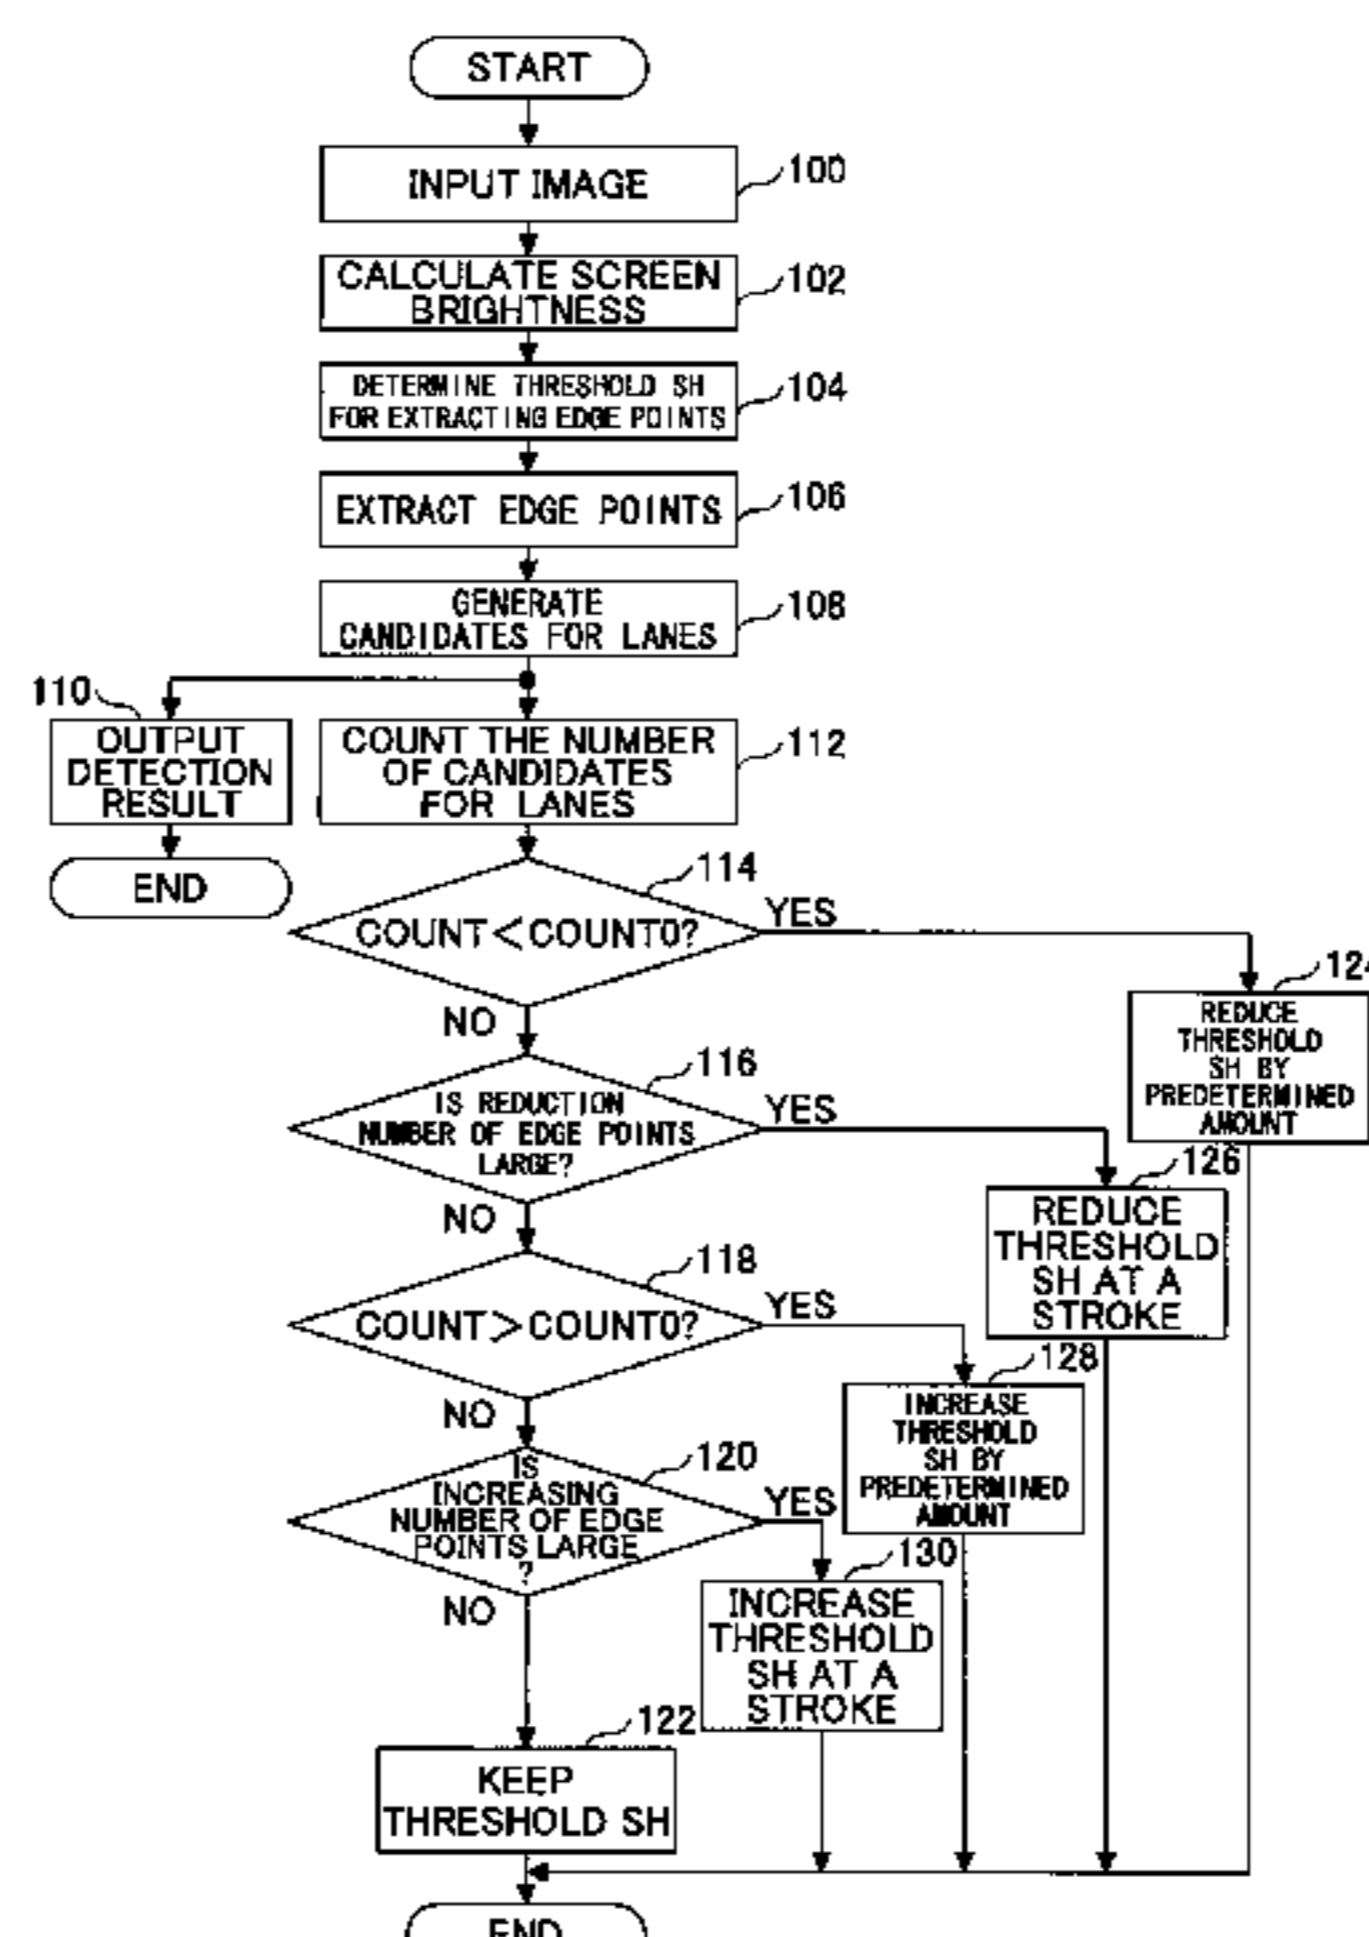 START
INPUT IMAGE
100
CALCULATE SCREEN
BRIGHTNESS
102
DETERMINE THRESHOLD SH
FOR EXTRACTING EDGE POINTS
104
EXTRACT EDGE POINTS
106
GENERATE
CANDIDATES FOR LANES
108
110
OUTPUT
DETECTION
RESULT
END
COUNT THE NUMBER
OF CANDIDATES
FOR LANES
112
COUNT<COUNT0?
114
YES
NO
124
REDUCE
THRESHOLD
SH BY
PREDETERMINED
AMOUNT
IS REDUCTION
NUMBER OF EDGE POINTS
LARGE?
116
YES
NO
126
REDUCE
THRESHOLD
SH AT A
STROKE
COUNT>COUNT0?
118
YES
NO
128
INCREASE
THRESHOLD
SH BY
PREDETERMINED
AMOUNT
IS
INCREASING
NUMBER OF EDGE
POINTS LARGE
?
120
YES
NO
130
INCREASE
THRESHOLD
SH AT A
STROKE
122
KEEP
THRESHOLD SH
END